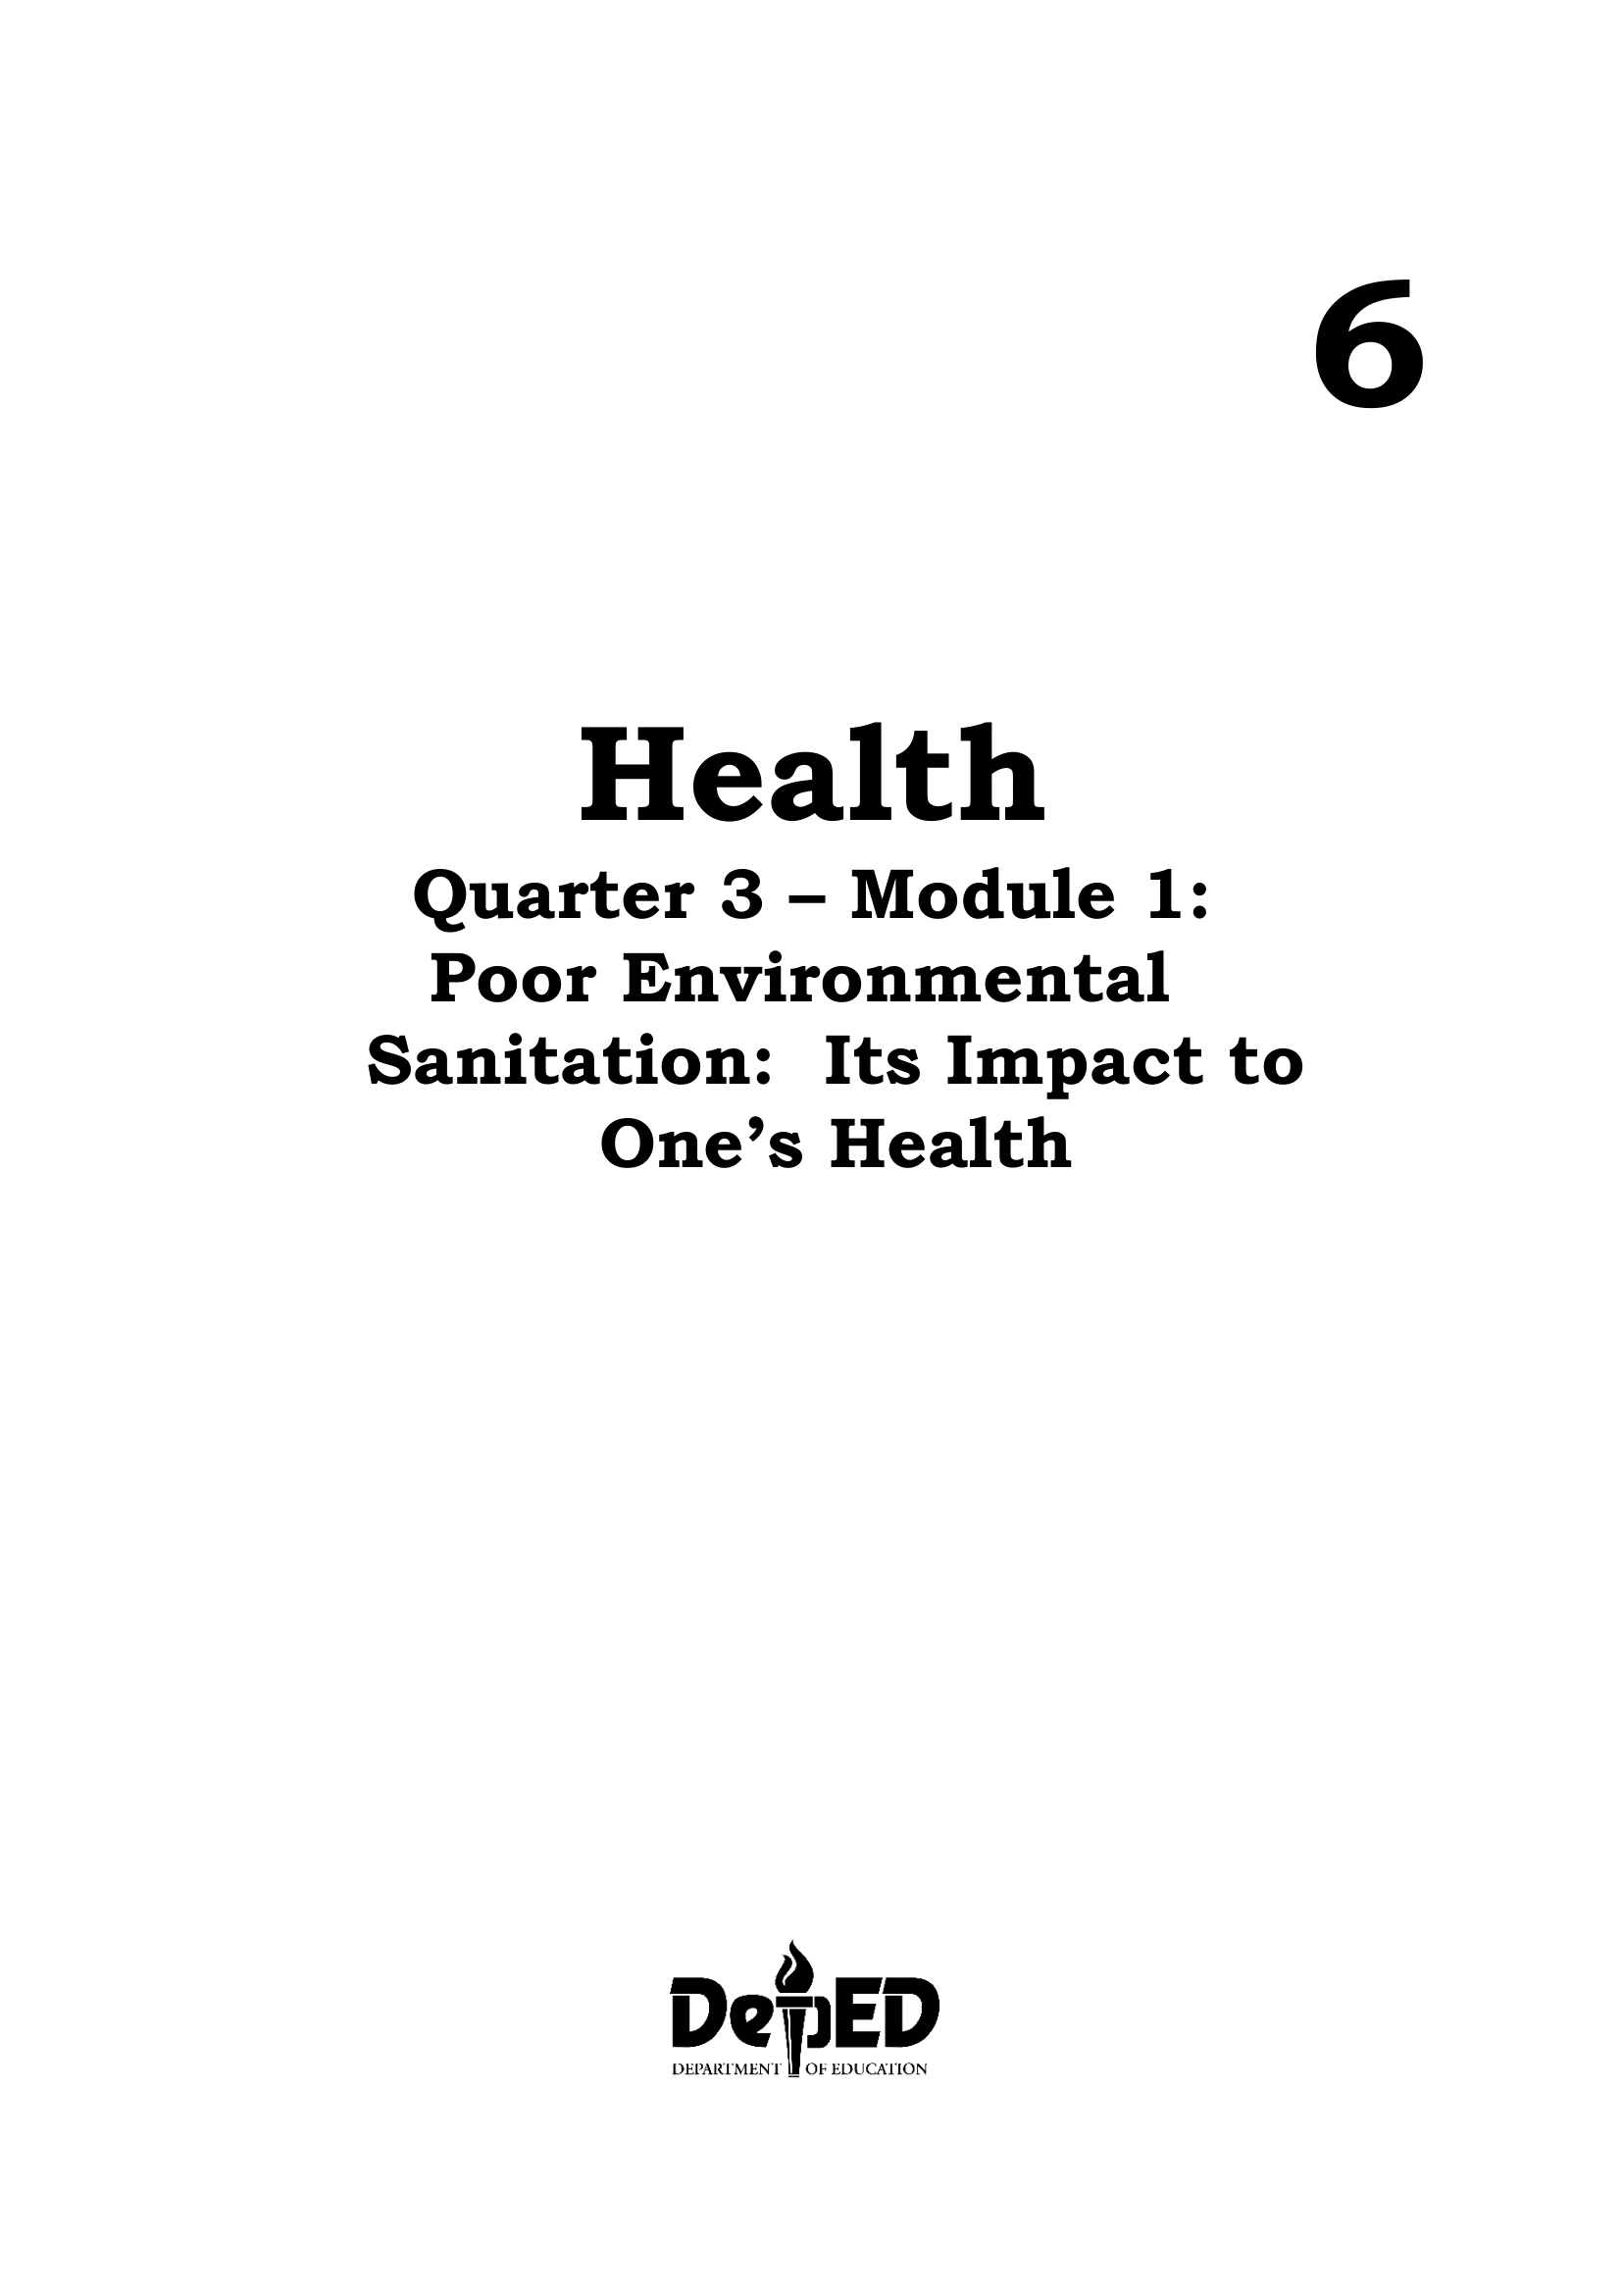 6
Health
Quarter 3 – Module 1:
Poor Environmental
Sanitation:  Its Impact to
One’s Health
DepED
DEPARTMENT OF EDUCATION